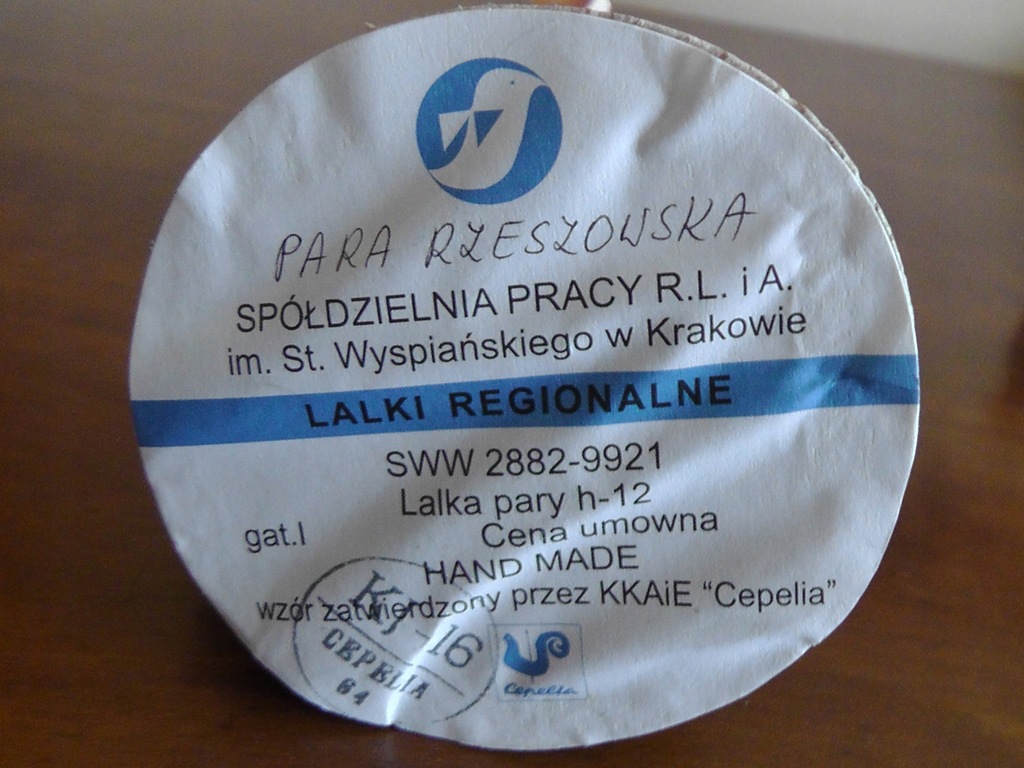 PARA RZESZOWSKA
SPÓŁDZIELNIA PRACY R.L. i A.
im. St. Wyspiańskiego w Krakowie
LALKI REGIONALNE
SWW 2882-9921
Lalka pary h-12
gat.I Cena umowna
HAND MADE
wzór zatwierdzony przez KKAiE “Cepelia”
KJ-16
CEPELIA
64
Cepelia